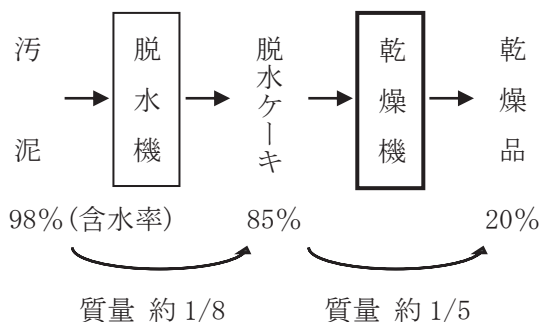 汚泥
脱水機
脱水ケーキ
乾燥機
乾燥品
98%(含水率)
85%
20%
質量 約 1/8
質量 約 1/5